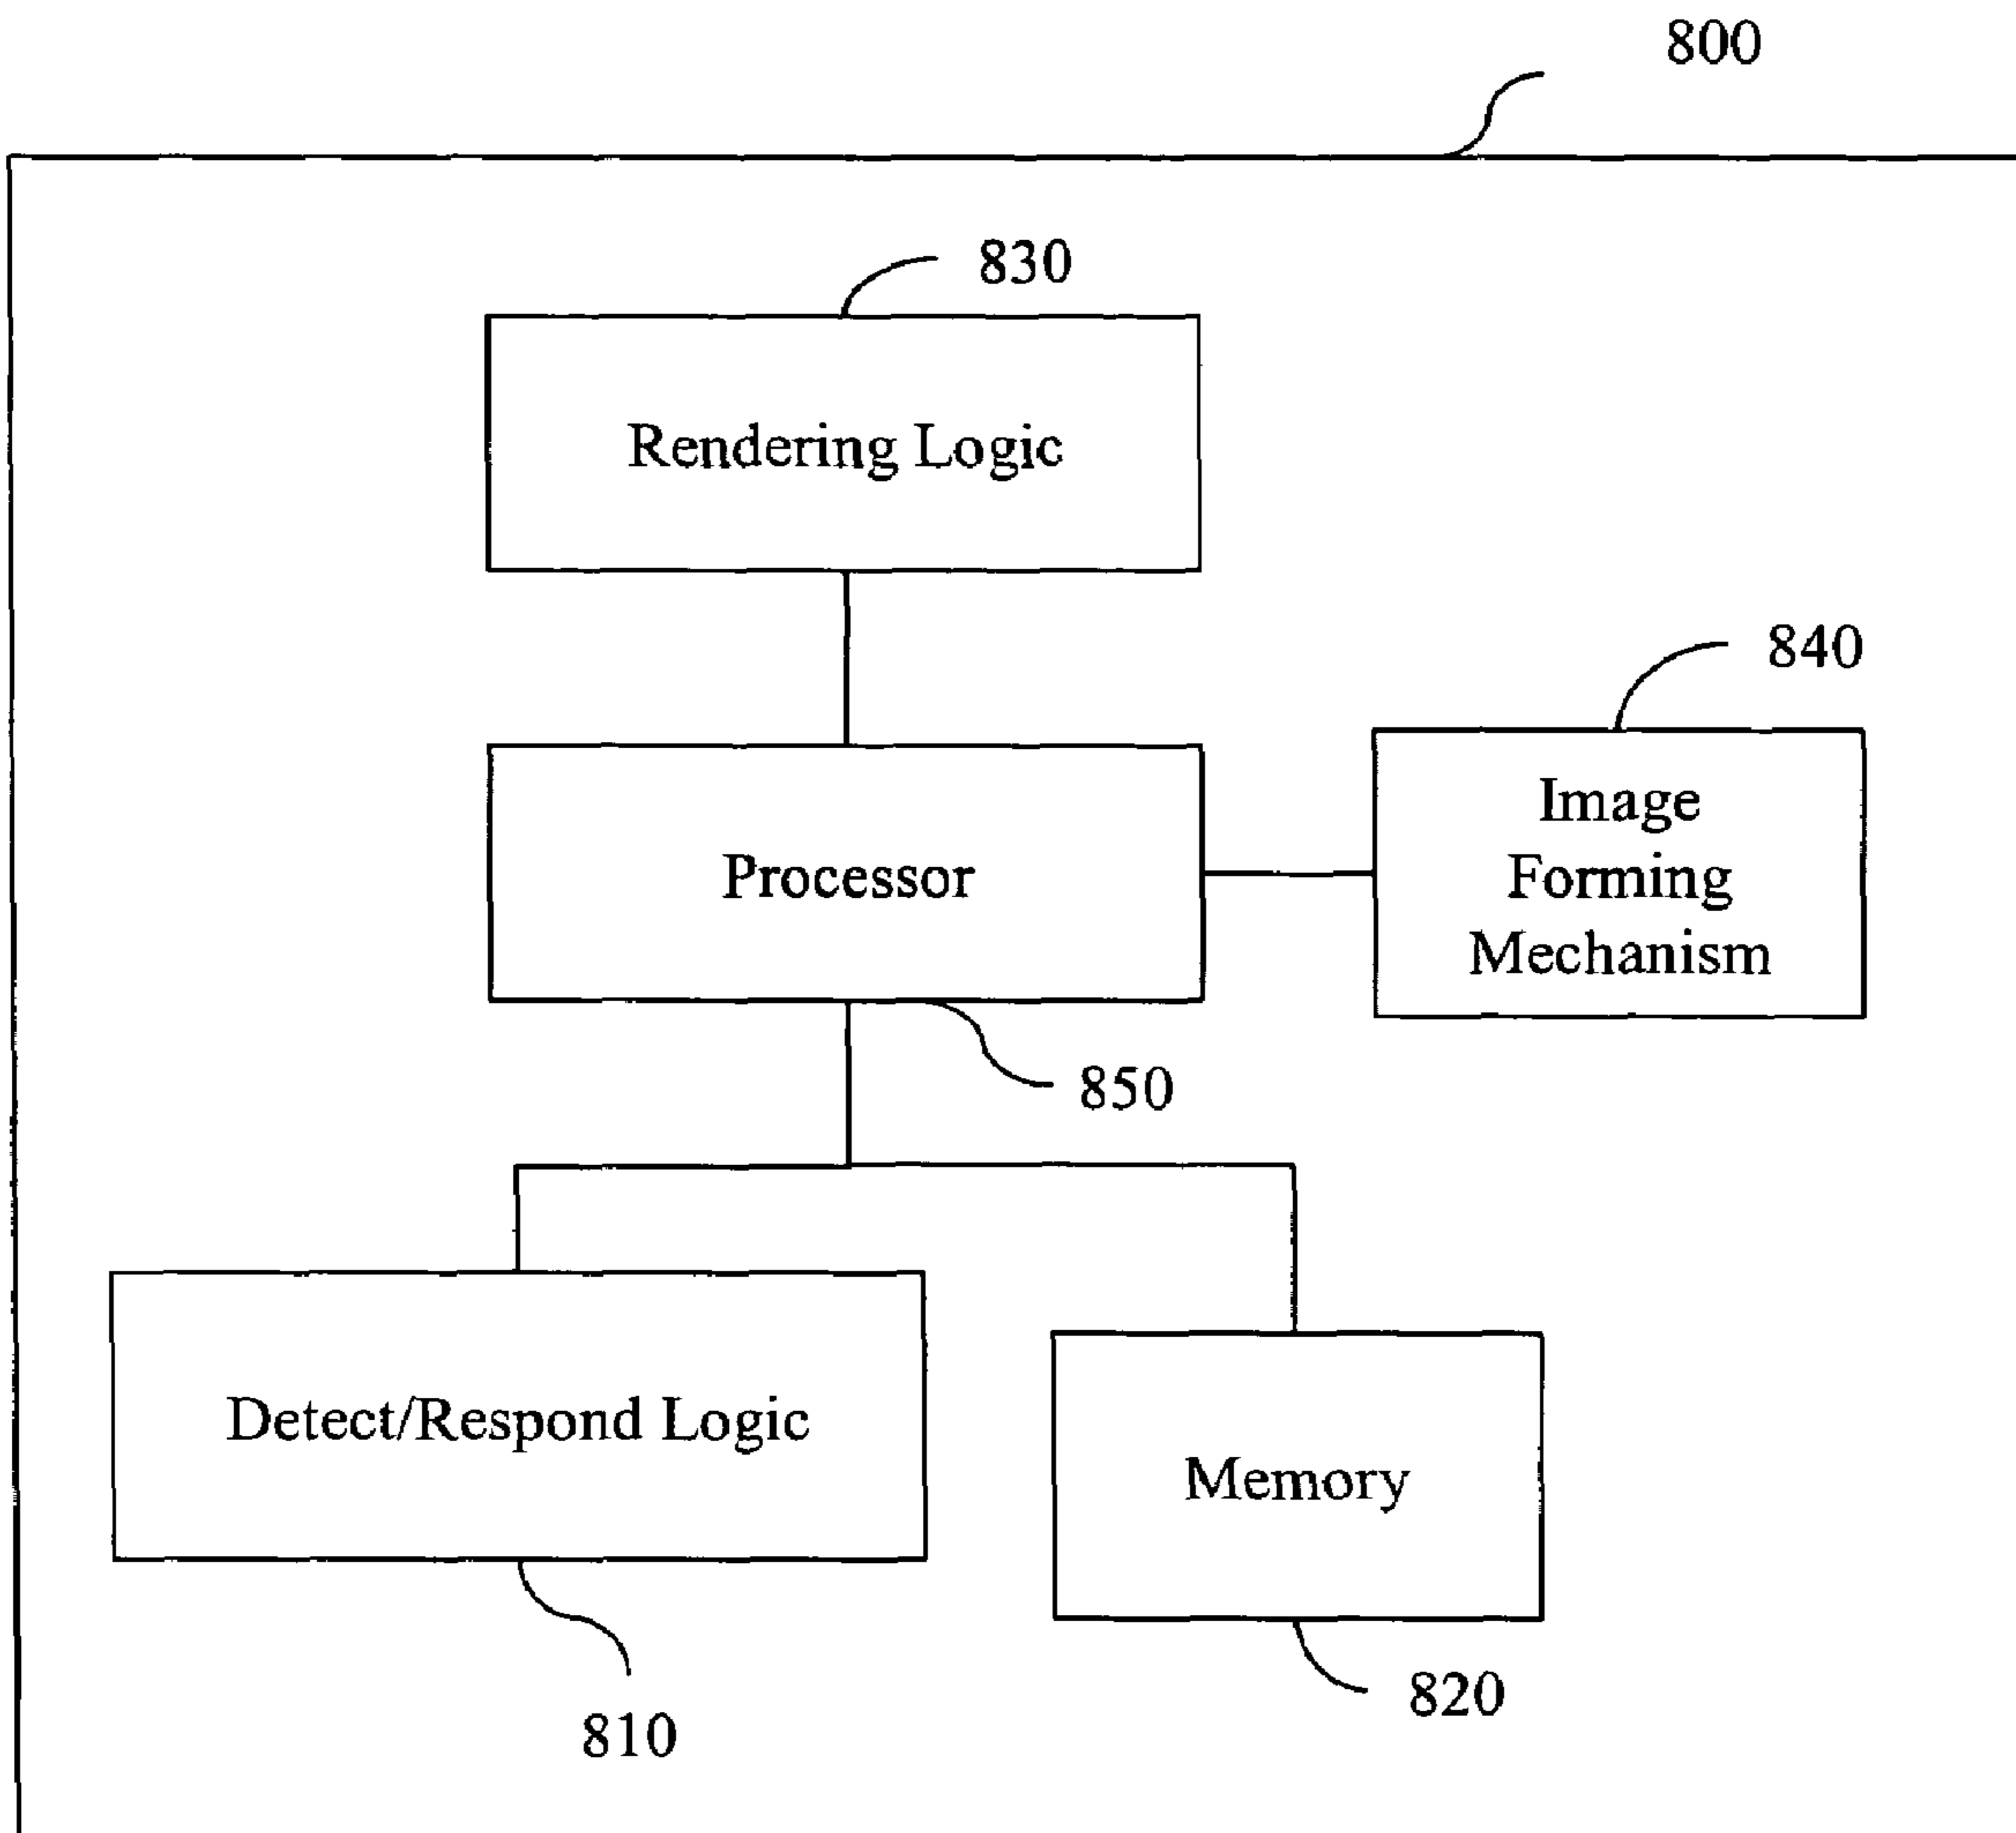 800
830
Rendering Logic
840
Image
Forming
Mechanism
Processor
850
Detect/Respond Logic
Memory
820
810